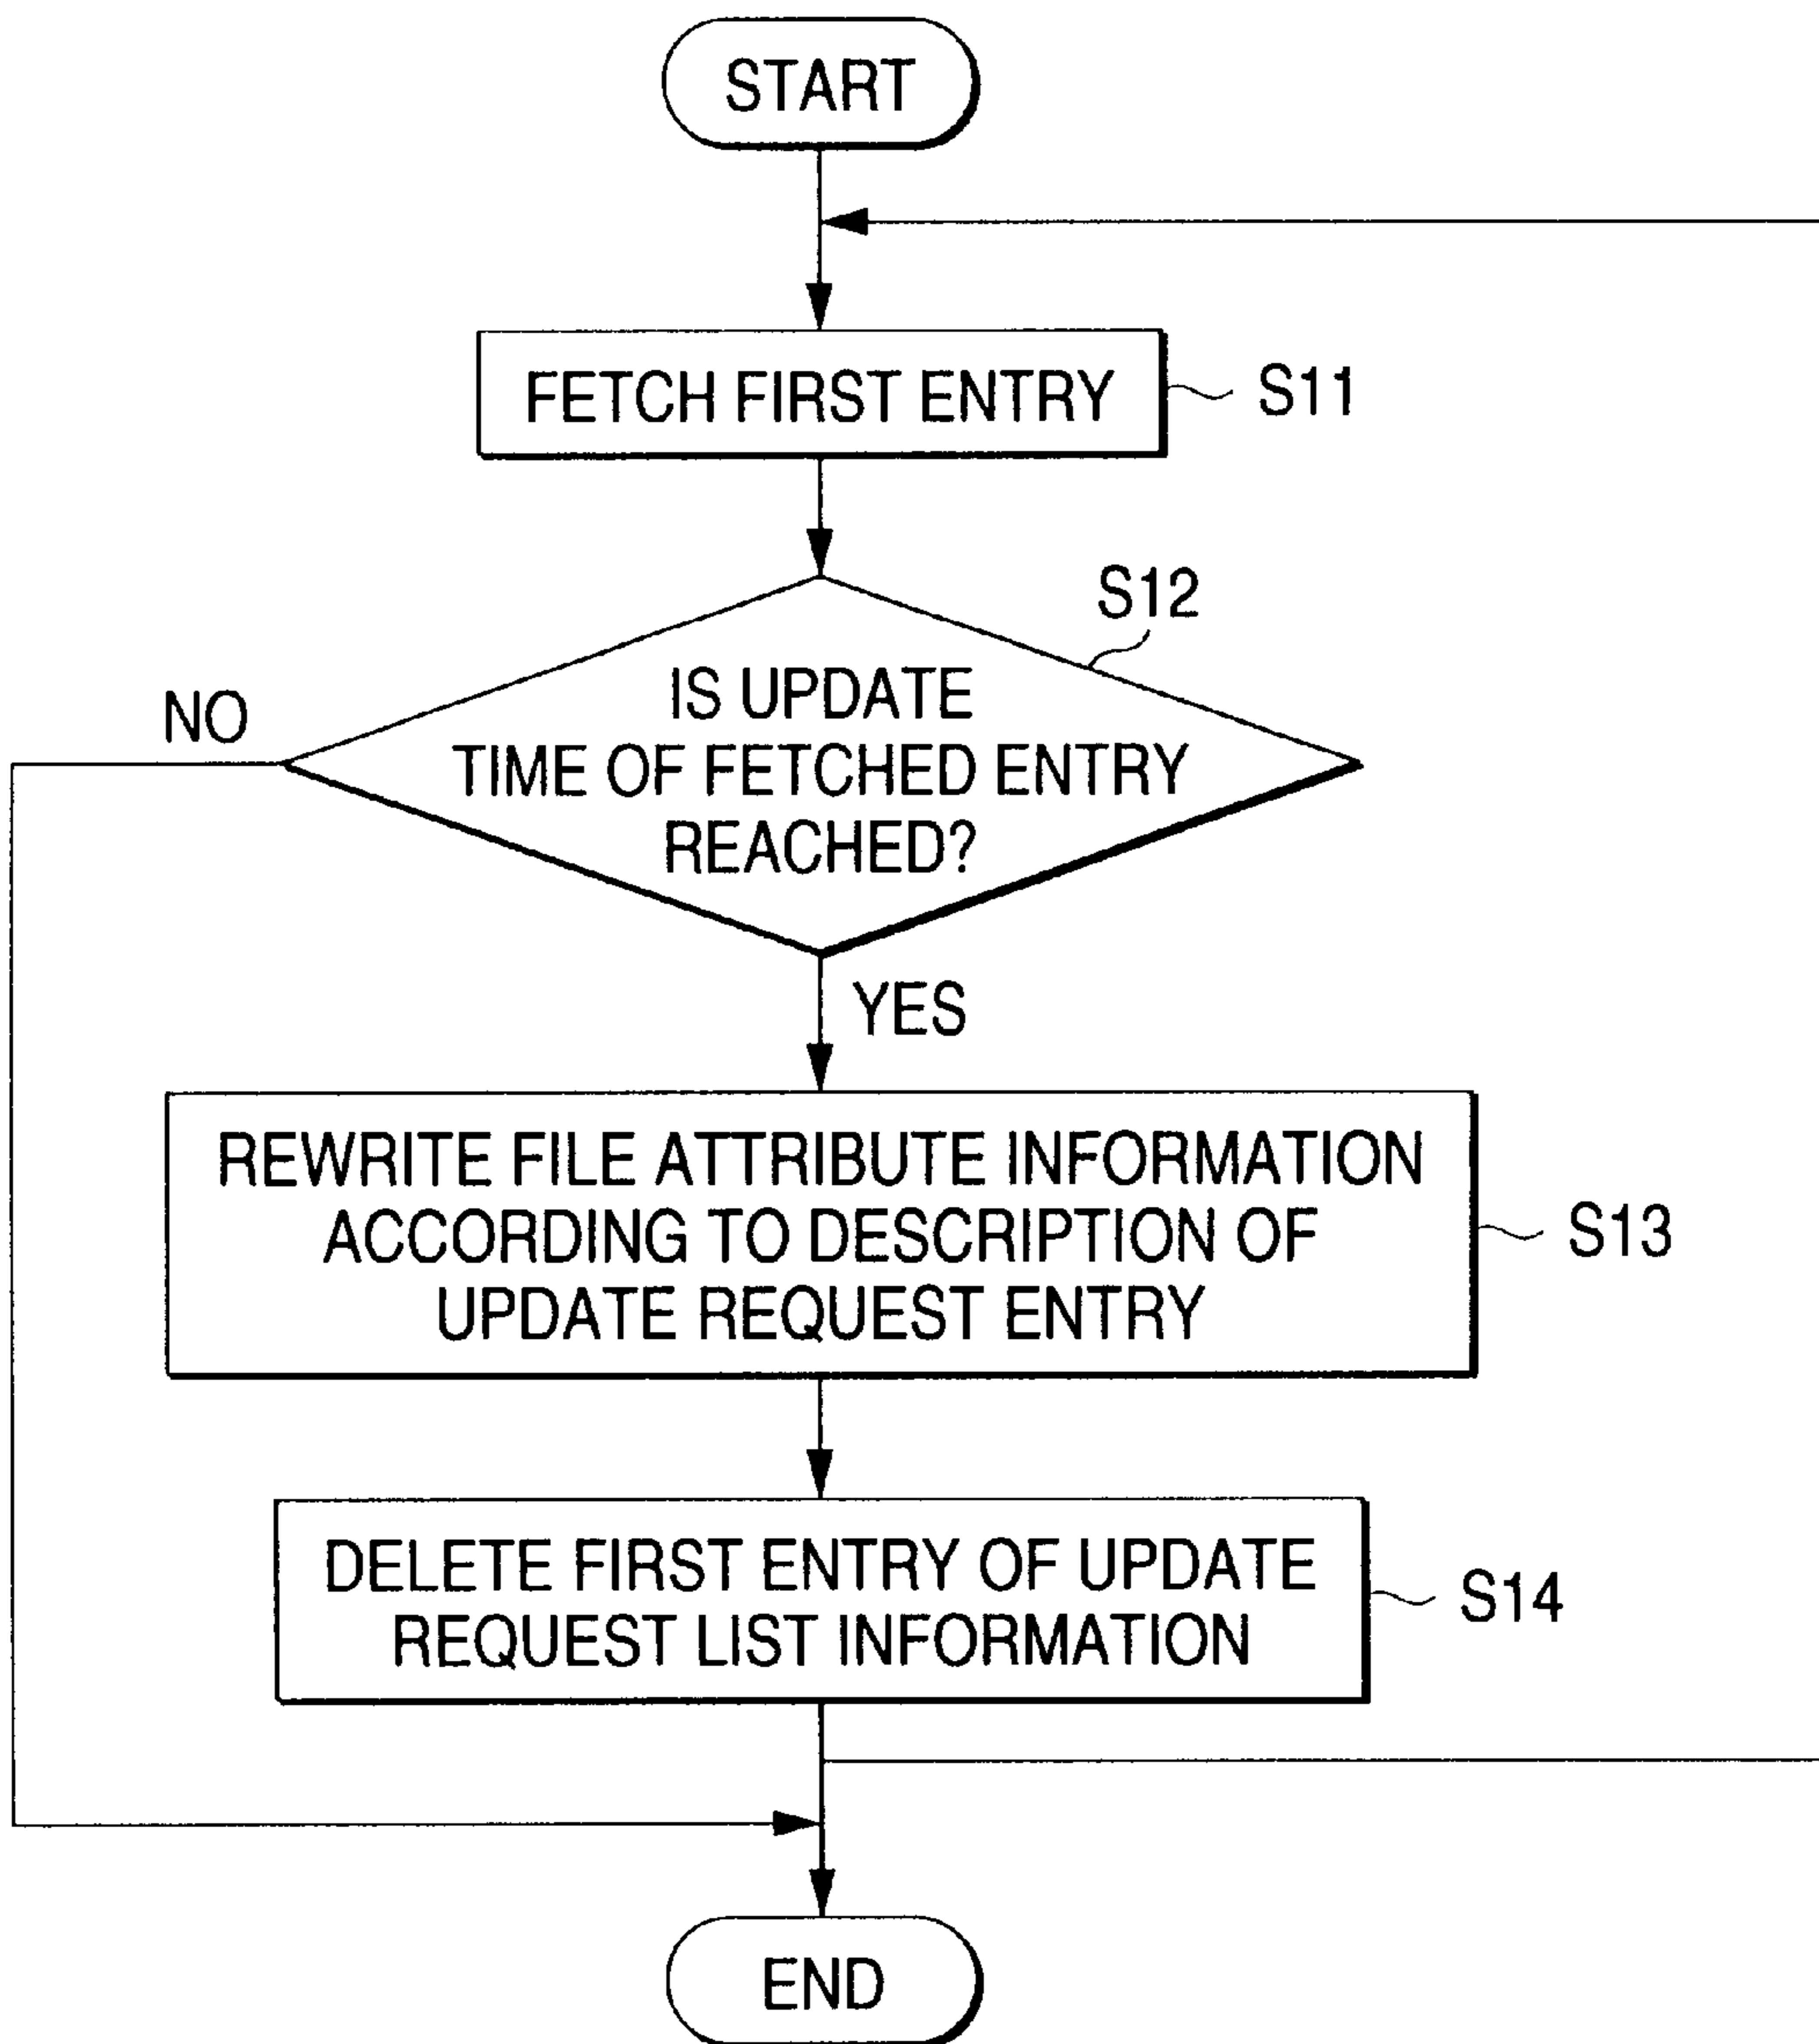 START
FETCH FIRST ENTRY
S11
S12
IS UPDATE
TIME OF FETCHED ENTRY
REACHED?
NO
YES
REWRITE FILE ATTRIBUTE INFORMATION
ACCORDING TO DESCRIPTION OF
UPDATE REQUEST ENTRY
S13
DELETE FIRST ENTRY OF UPDATE
REQUEST LIST INFORMATION
S14
END